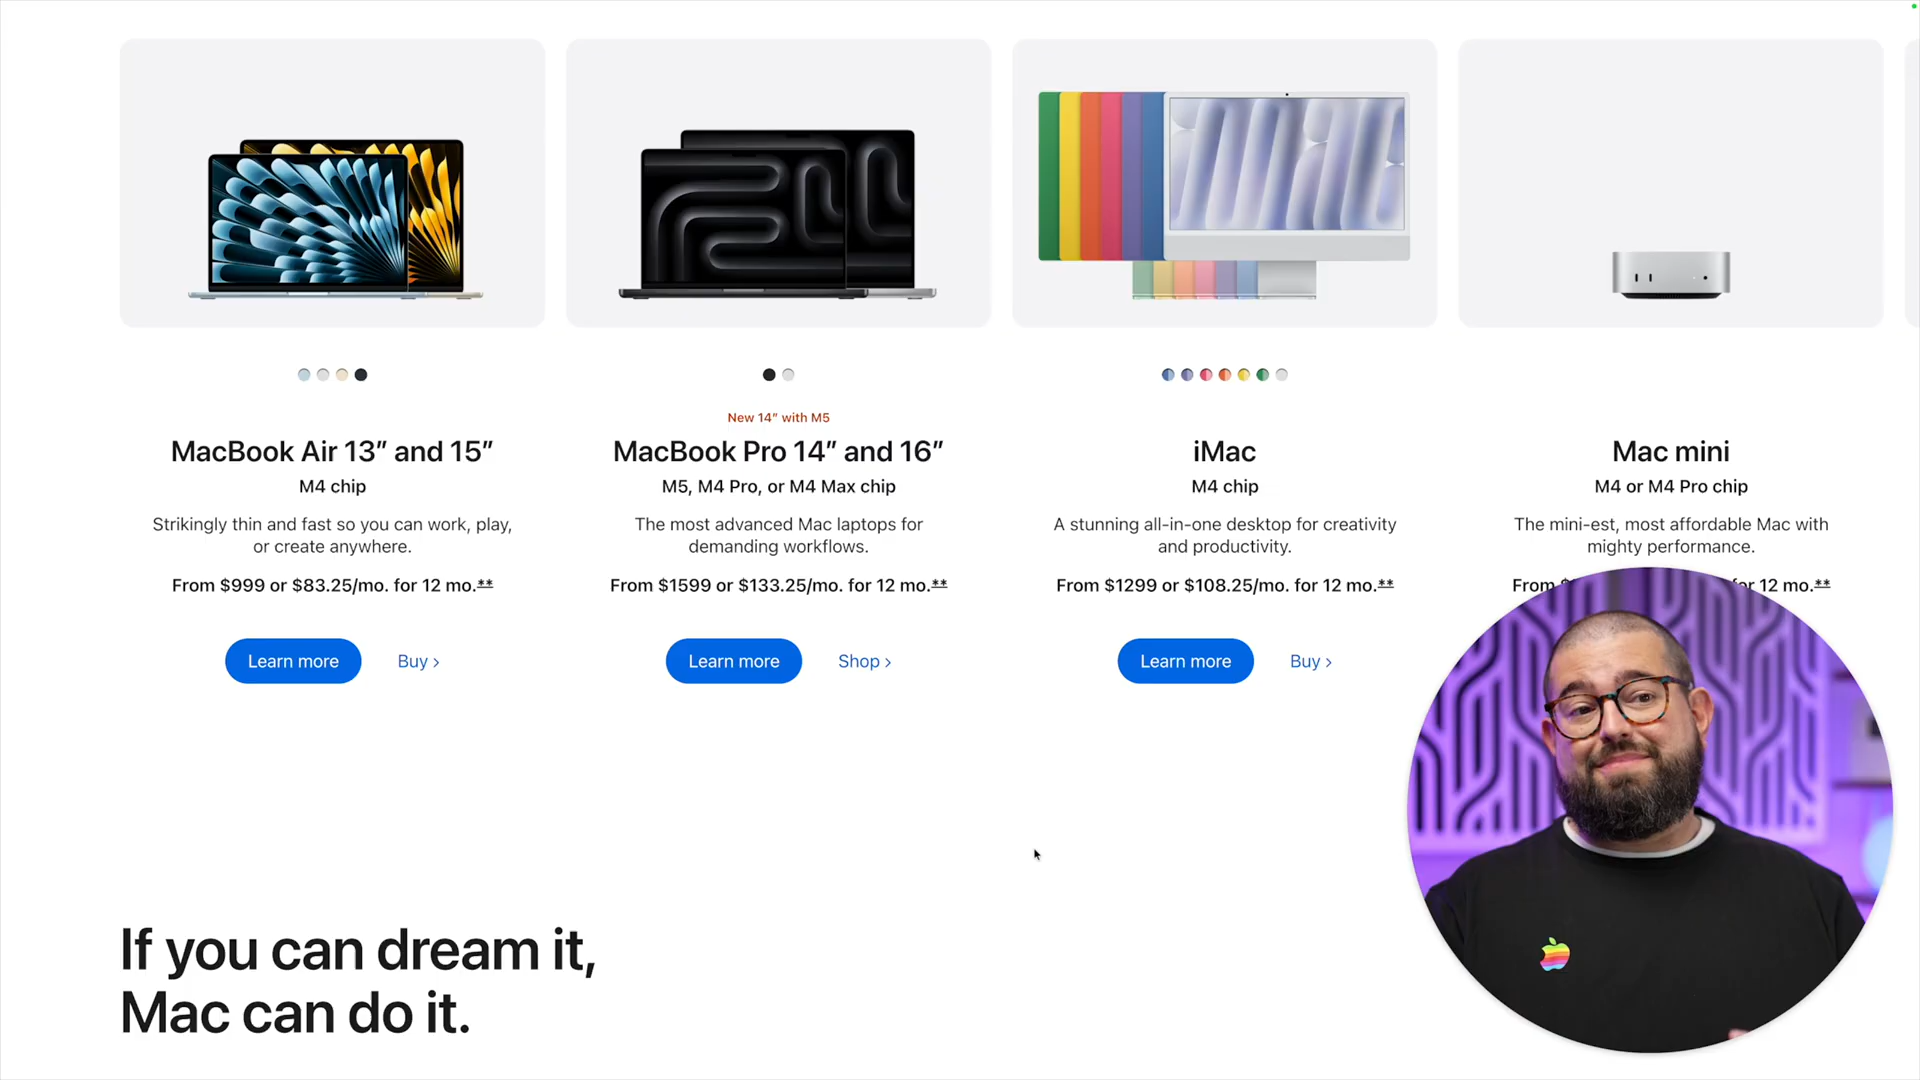 MacBook Air 13″ and 15″
M4 chip
Strikingly thin and fast so you can work, play,
or create anywhere.
From $999 or $83.25/mo. for 12 mo.**
Learn more
Buy >
New 14″ with M5
MacBook Pro 14″ and 16″
M5, M4 Pro, or M4 Max chip
The most advanced Mac laptops for
demanding workflows.
From $1599 or $133.25/mo. for 12 mo.**
Learn more
Shop >
iMac
M4 chip
A stunning all-in-one desktop for creativity
and productivity.
From $1299 or $108.25/mo. for 12 mo.**
Learn more
Buy >
Mac mini
M4 or M4 Pro chip
The mini-est, most affordable Mac with
mighty performance.
From for 12 mo.**
If you can dream it,
Mac can do it.